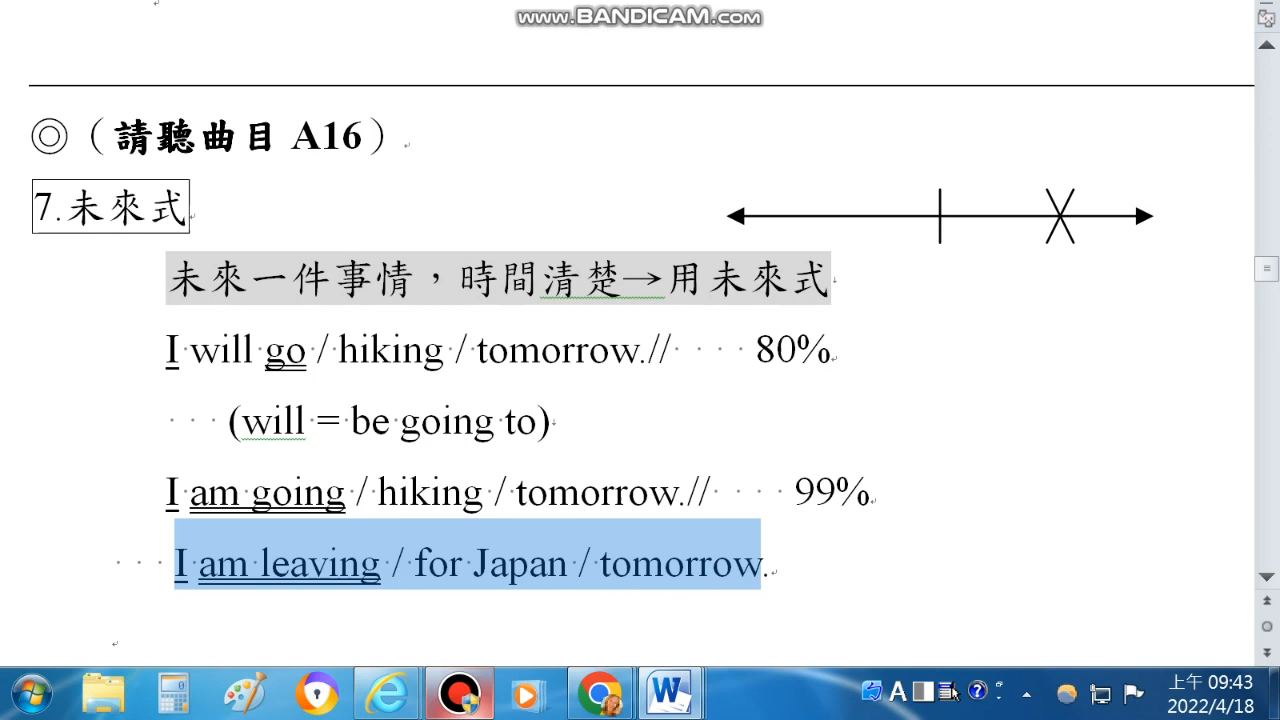 www.BANDICAM.com
◎（請聽曲目 A16）
7.未來式
未來一件事情，時間清楚→用未來式
I will go / hiking / tomorrow.// 80%
(will = be going to)
I am going / hiking / tomorrow.// 99%
I am leaving / for Japan / tomorrow.
上午 09:43
2022/4/18